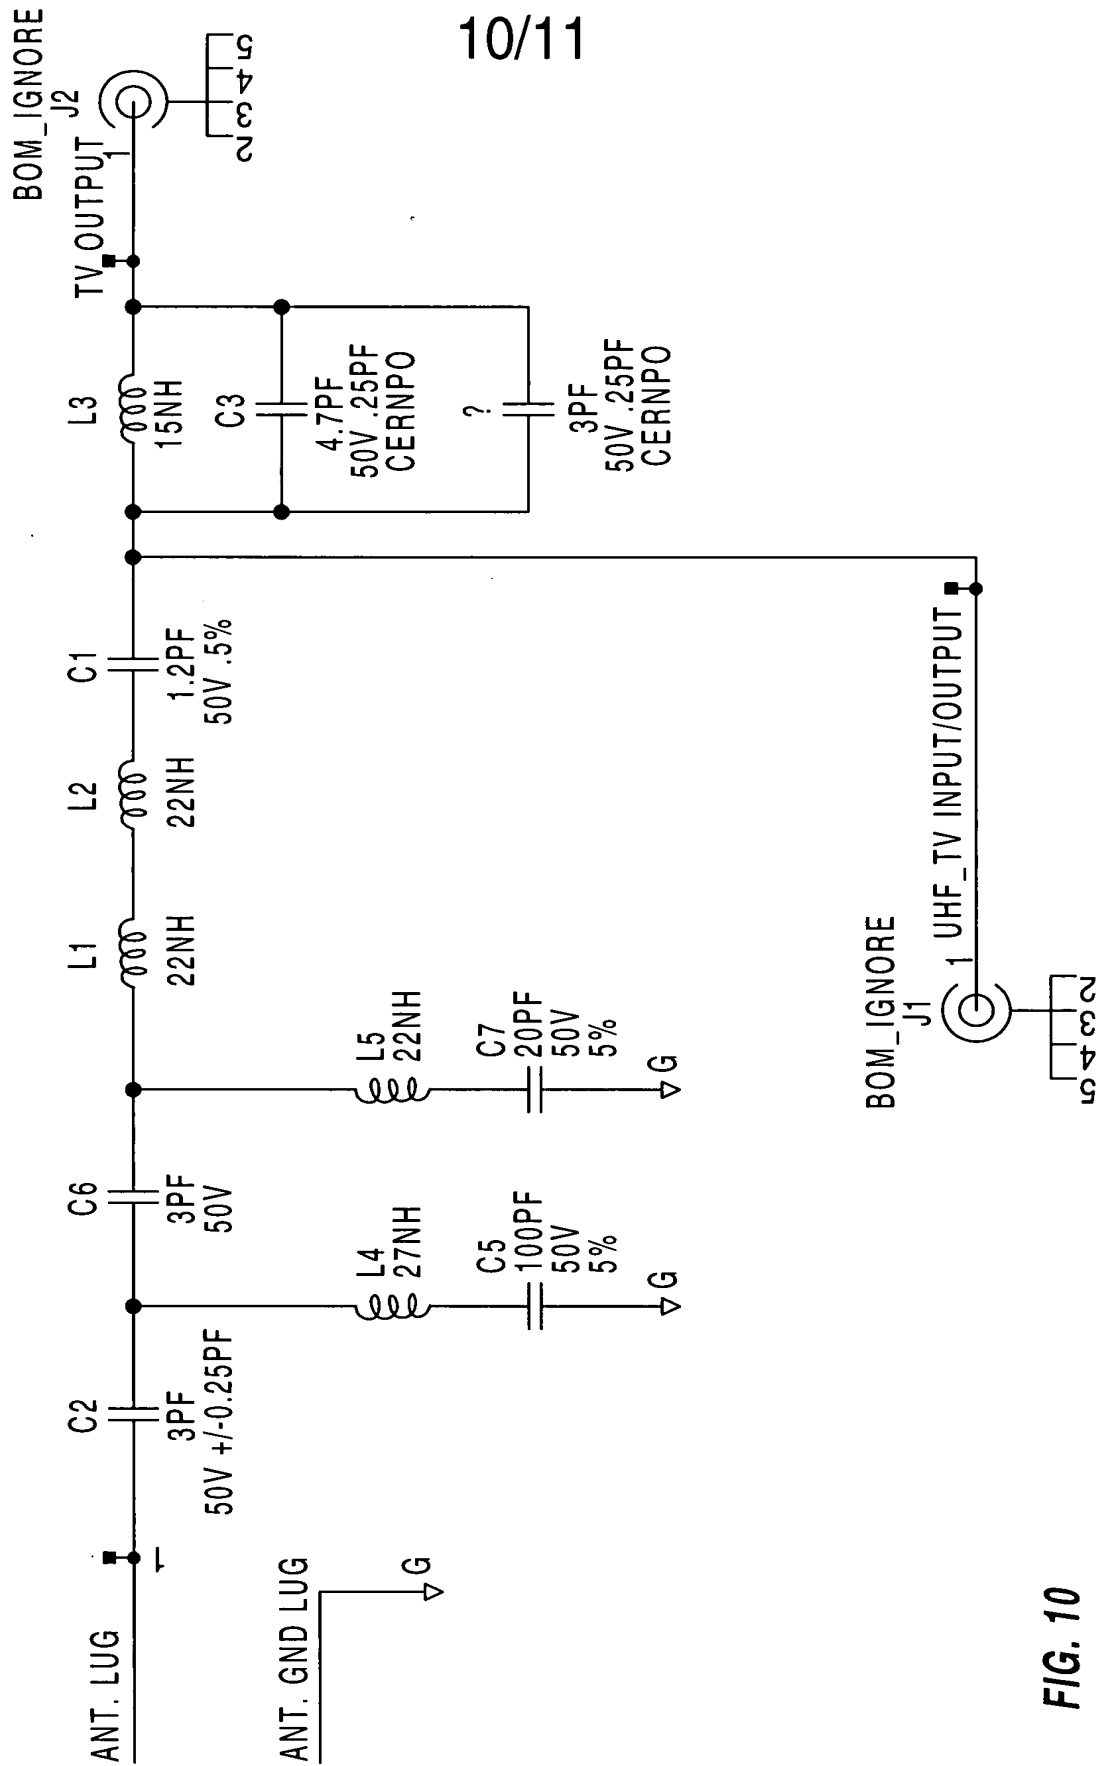 10/11
BOM_IGNORE
J2
TV OUTPUT
1
2 3 4 5
L3
15NH
C3
4.7PF
50V .25PF
CERNPO
?
3PF
50V .25PF
CERNPO
C1
1.2PF
50V .5%
L2
22NH
L1
22NH
L5
22NH
C7
20PF
50V
5%
G
C6
3PF
50V
L4
27NH
C5
100PF
50V
5%
G
C2
3PF
50V +/-0.25PF
1
ANT. LUG
ANT. GND LUG
G
UHF_TV INPUT/OUTPUT
BOM_IGNORE
J1
1
5 4 3 2
FIG. 10